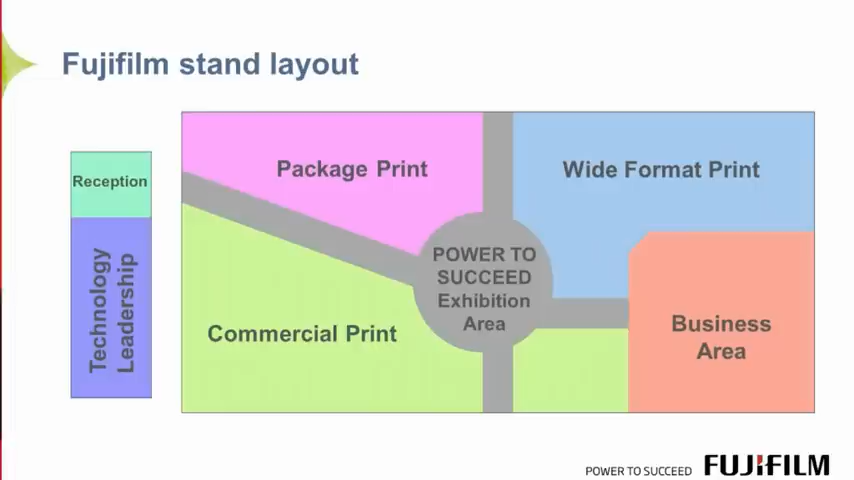 Fujifilm stand layout
Reception
Technology
Leadership
Package Print
Wide Format Print
POWER TO
SUCCEED
Exhibition
Area
Commercial Print
Business
Area
POWER TO SUCCEED FUJIFILM